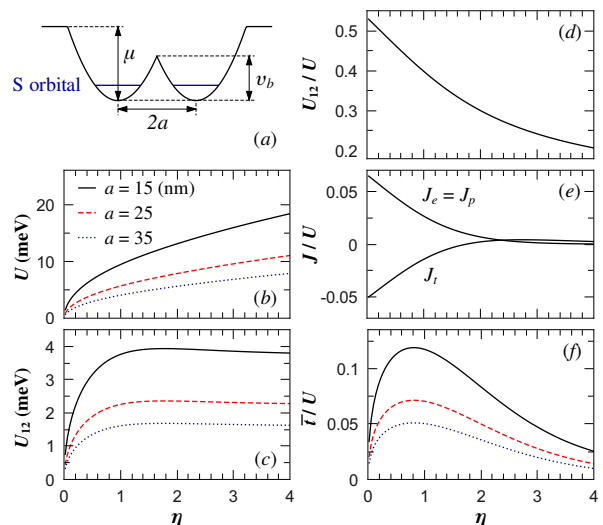 S orbital
μ
v_b
2a
(a)
U (meV)
20
10
0
a = 15 (nm)
a = 25
a = 35
(b)
U_12 (meV)
4
3
2
1
0
(c)
0 1 2 3 4
η
U_12 / U
0.5
0.4
0.3
0.2
(d)
J / U
0.05
0
-0.05
J_e = J_p
J_t
(e)
t̄ / U
0.1
0.05
0
(f)
0 1 2 3 4
η